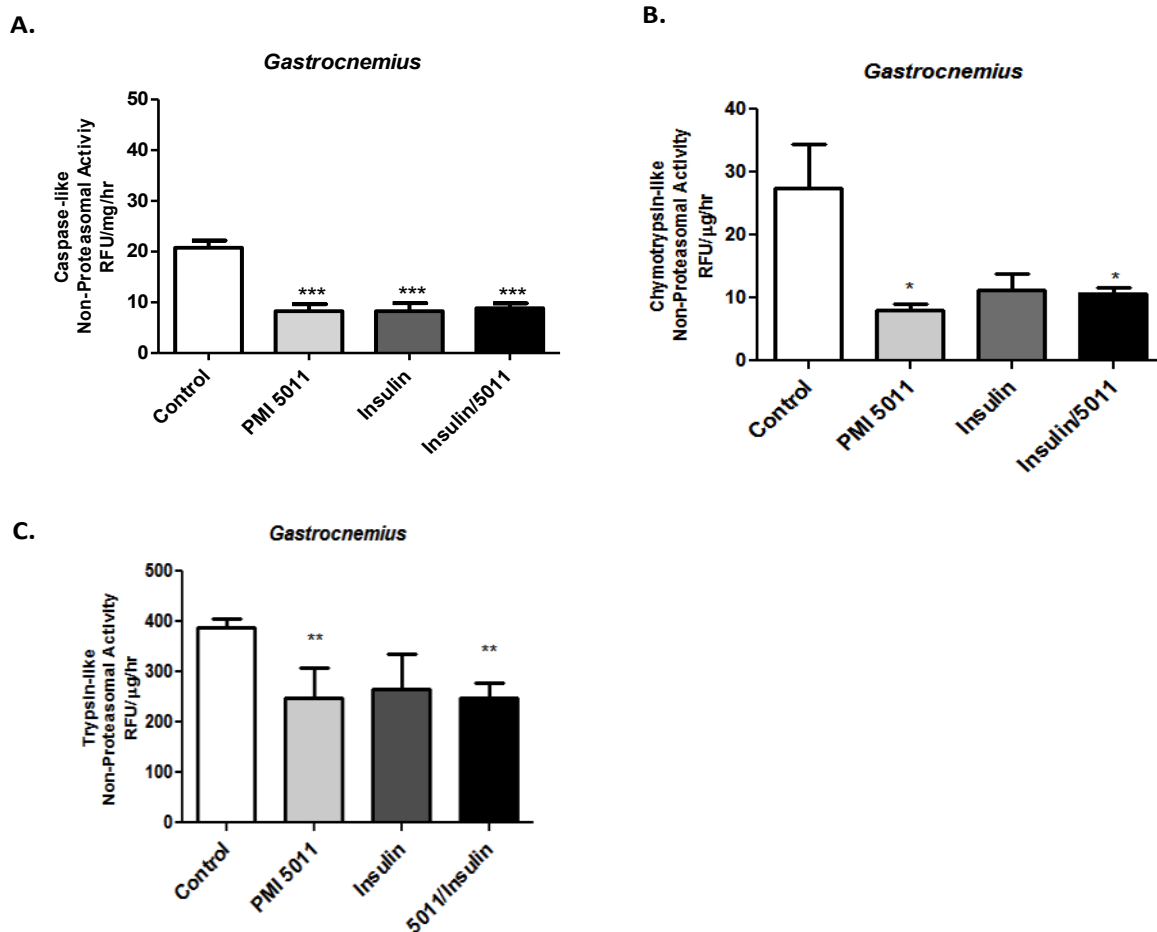 A.
Gastrocnemius
Caspase-like
Non-Proteasomal Activiy
RFU/mg/hr
50
40
30
20
10
0
***
***
***
Control
PMI 5011
Insulin
Insulin/5011
B.
Gastrocnemius
Chymotrypsin-like
Non-Proteasomal Activity
RFU/μg/hr
40
30
20
10
0
*
*
Control
PMI 5011
Insulin
Insulin/5011
C.
Gastrocnemius
Trypsin-like
Non-Proteasomal Activity
RFU/μg/hr
500
400
300
200
100
0
**
**
Control
PMI 5011
Insulin
5011/Insulin